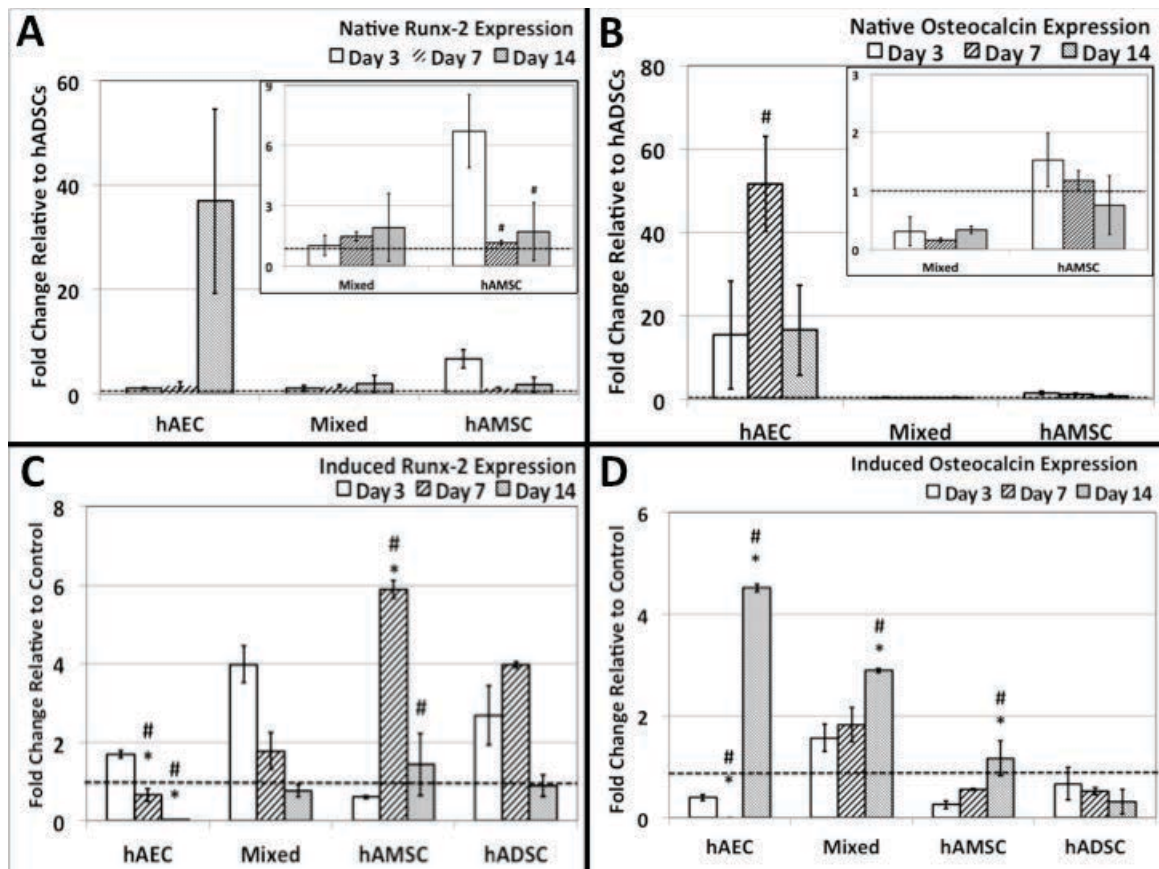 A
Native Runx-2 Expression
Day 3 Day 7 Day 14
Fold Change Relative to hADSCs
60
40
20
0
9
6
3
0
#
#
Mixed hAMSC
hAEC Mixed hAMSC
B
Native Osteocalcin Expression
Day 3 Day 7 Day 14
Fold Change Relative to hADSCs
80
60
40
20
0
#
3
2
1
0
Mixed hAMSC
hAEC Mixed hAMSC
C
Induced Runx-2 Expression
Day 3 Day 7 Day 14
Fold Change Relative to Control
8
6
4
2
0
#
*
#
*
#
*
#
hAEC Mixed hAMSC hADSC
D
Induced Osteocalcin Expression
Day 3 Day 7 Day 14
Fold Change Relative to Control
6
4
2
0
#
*
#
*
#
*
#
*
hAEC Mixed hAMSC hADSC